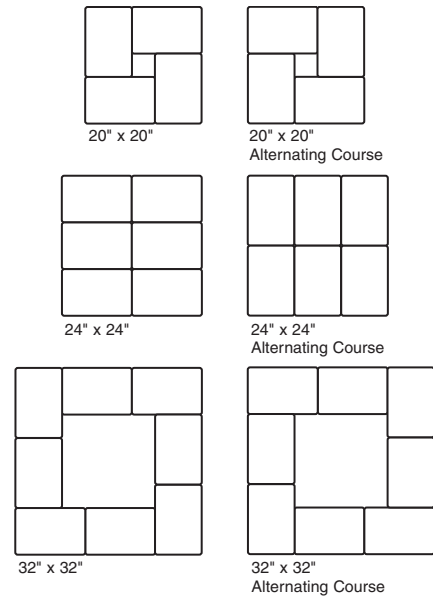 20" x 20"
20" x 20"
Alternating Course
24" x 24"
24" x 24"
Alternating Course
32" x 32"
32" x 32"
Alternating Course